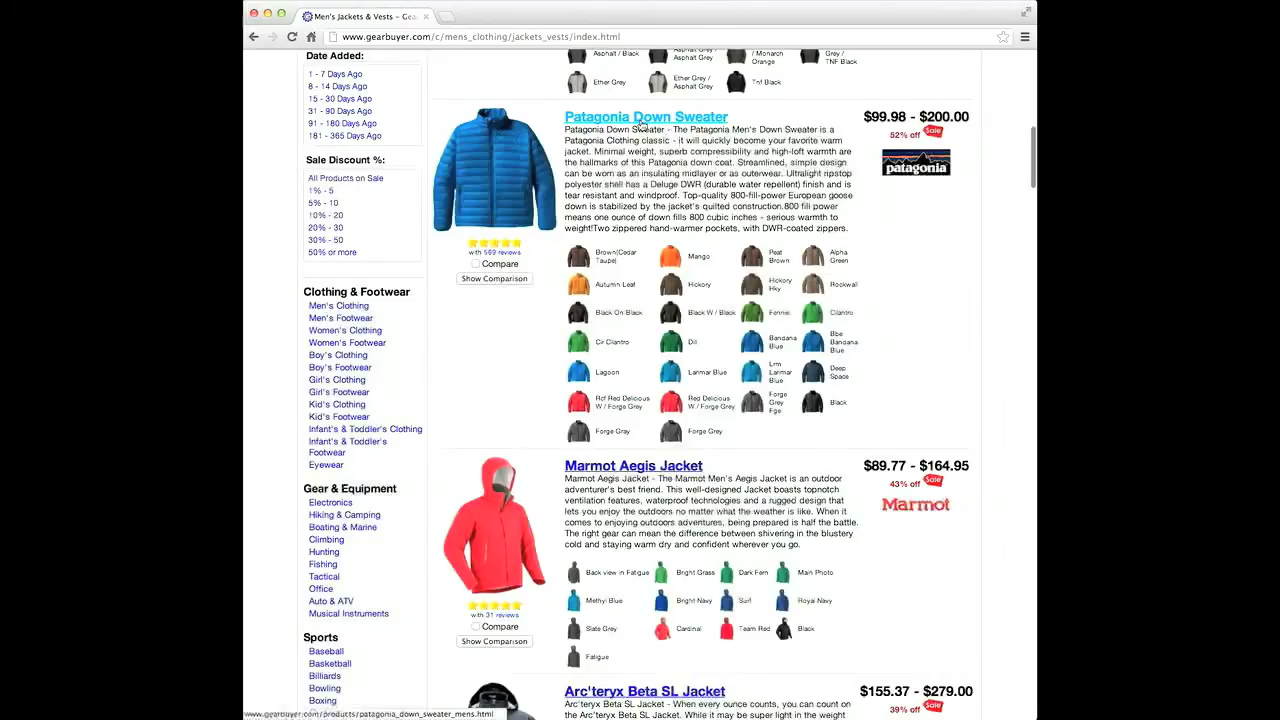 Men's Jackets & Vests - Gea
www.gearbuyer.com/c/mens_clothing/jackets_vests/index.html
Date Added:
1 - 7 Days Ago
8 - 14 Days Ago
15 - 30 Days Ago
31 - 90 Days Ago
91 - 180 Days Ago
181 - 365 Days Ago
Sale Discount %:
All Products on Sale
1% - 5
5% - 10
10% - 20
20% - 30
30% - 50
50% or more
Clothing & Footwear
Men's Clothing
Men's Footwear
Women's Clothing
Women's Footwear
Boy's Clothing
Boy's Footwear
Girl's Clothing
Girl's Footwear
Kid's Clothing
Kid's Footwear
Infant's & Toddler's Clothing
Infant's & Toddler's
Footwear
Eyewear
Gear & Equipment
Electronics
Hiking & Camping
Boating & Marine
Climbing
Hunting
Fishing
Tactical
Office
Auto & ATV
Musical Instruments
Sports
Baseball
Basketball
Billiards
Bowling
Boxing
www.gearbuyer.com/products/patagonia_down_sweater_mens.html
Asphalt / Black
Asphalt Grey /
Asphalt Grey
/ Monarch
Orange
Grey /
TNF Black
Ether Grey
Ether Grey /
Asphalt Grey
Tnf Black
Patagonia Down Sweater
$99.98 - $200.00
52% off Sale
patagonia
Patagonia Down Sweater - The Patagonia Men's Down Sweater is a
Patagonia Clothing classic - it will quickly become your favorite warm
jacket. Minimal weight, superb compressibility and high-loft warmth are
the hallmarks of this Patagonia down coat. Streamlined, simple design
can be worn as an insulating midlayer or as outerwear. Ultralight ripstop
polyester shell has a Deluge DWR (durable water repellent) finish and is
tear resistant and windproof. Top-quality 800-fill-power European goose
down is stabilized by the jacket's quilted construction.800 fill power
means one ounce of down fills 800 cubic inches - serious warmth to
weight!Two zippered hand-warmer pockets, with DWR-coated zippers.
with 569 reviews
Compare
Show Comparison
Brown(Cedar
Taupe)
Mango
Peat
Brown
Alpha
Green
Autumn Leaf
Hickory
Hickory
Hky
Rockwall
Black On Black
Black W / Black
Fennel
Cilantro
Clr Cilantro
Dill
Bandana
Blue
Bbe
Bandana
Blue
Lagoon
Larimar Blue
Lrm
Larimar
Blue
Deep
Space
Rcf Red Delicious
W / Forge Grey
Red Delicious
W / Forge Grey
Forge
Grey
Fge
Black
Forge Gray
Forge Grey
Marmot Aegis Jacket
$89.77 - $164.95
43% off Sale
Marmot
Marmot Aegis Jacket - The Marmot Men's Aegis Jacket is an outdoor
adventurer's best friend. This well-designed Jacket boasts topnotch
ventilation features, waterproof technologies and a rugged design that
lets you enjoy the outdoors no matter what the weather is like. When it
comes to enjoying outdoors adventures, being prepared is half the battle.
The right gear can mean the difference between shivering in the blustery
cold and staying warm dry and confident wherever you go.
with 31 reviews
Compare
Show Comparison
Back view in Fatigue
Bright Grass
Dark Fern
Main Photo
Methyl Blue
Bright Navy
Surf
Royal Navy
Slate Grey
Cardinal
Team Red
Black
Fatigue
Arc'teryx Beta SL Jacket
$155.37 - $279.00
39% off Sale
Arc'teryx Beta SL Jacket - When every ounce counts, you can count on
the Arc'teryx Beta SL Jacket. While it may be super light in the weight